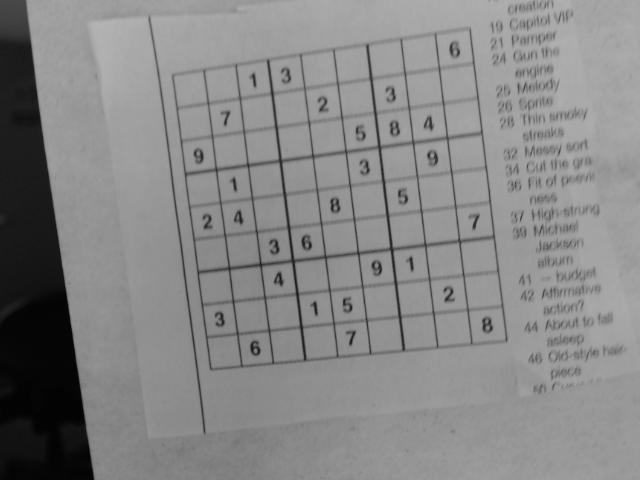 1 3 6
7 2 3
9 5 8 4
1 3 9
2 4 8 5
3 6 7
4 9 1
3 1 5 2
6 7 8
creation
19 Capitol VIP
21 Pamper
24 Gun the
engine
25 Melody
26 Sprite
28 Thin smoky
streaks
32 Messy sort
34 Cut the gra
36 Fit of peevi
ness
37 High-strung
39 Michael
Jackson
album
41 — budget
42 Affirmative
action?
44 About to fall
asleep
46 Old-style hair-
piece